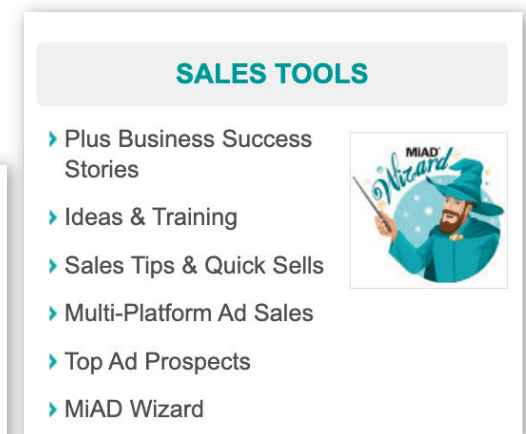 SALES TOOLS
Plus Business Success
Stories
Ideas & Training
Sales Tips & Quick Sells
Multi-Platform Ad Sales
Top Ad Prospects
MiAD Wizard
MiAD
Wizard